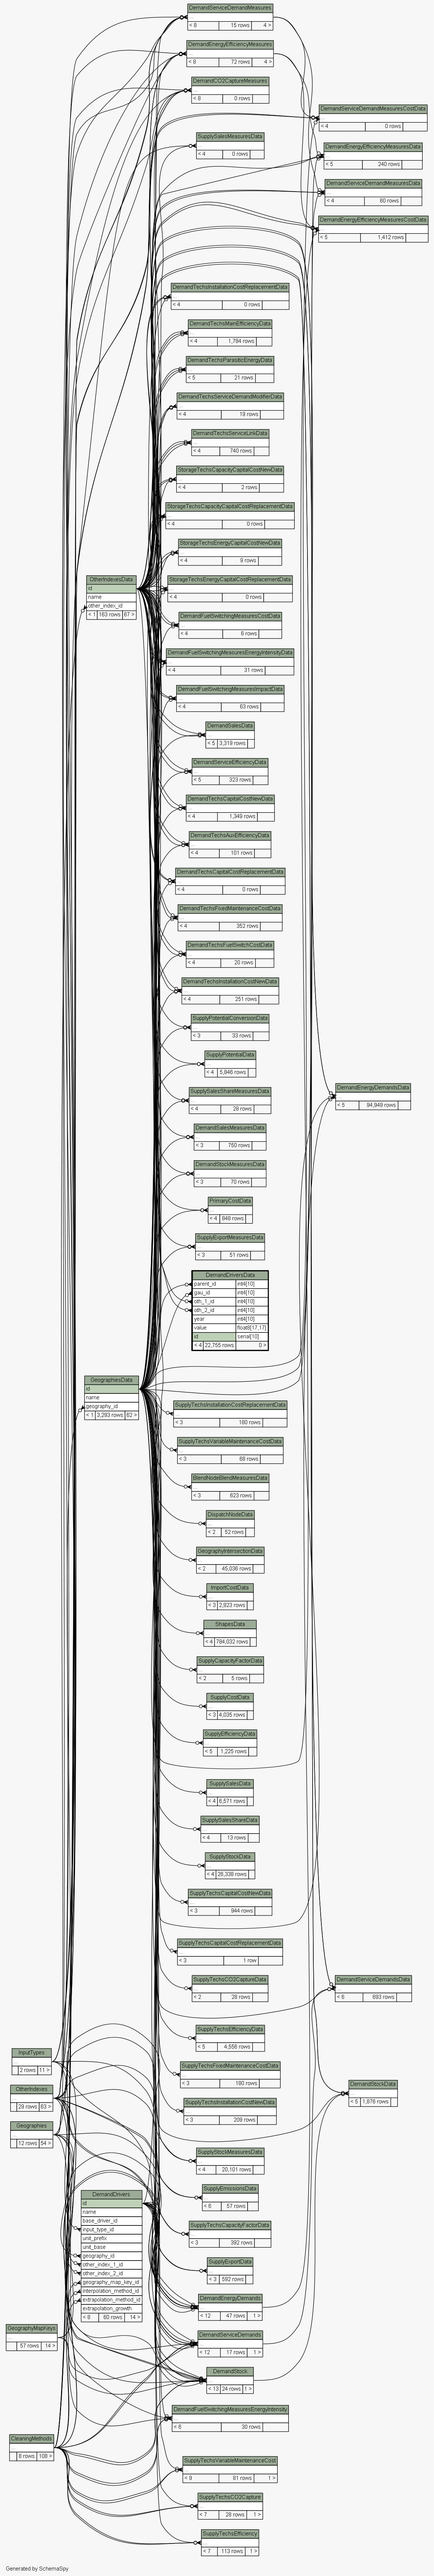 DemandServiceDemandMeasures
...
< 8 15 rows 4 >
DemandEnergyEfficiencyMeasures
...
< 8 72 rows 4 >
DemandCO2CaptureMeasures
...
< 8 0 rows
DemandServiceDemandMeasuresCostData
...
< 4 0 rows
SupplySalesMeasuresData
...
< 4 0 rows
DemandEnergyEfficiencyMeasuresData
...
< 5 240 rows
DemandServiceDemandMeasuresData
...
< 4 60 rows
DemandEnergyEfficiencyMeasuresCostData
...
< 5 1,412 rows
DemandTechsInstallationCostReplacementData
...
< 4 0 rows
DemandTechsMainEfficiencyData
...
< 4 1,784 rows
DemandTechsParasiticEnergyData
...
< 5 21 rows
DemandTechsServiceDemandModifierData
...
< 4 19 rows
DemandTechsServiceLinkData
...
< 4 740 rows
StorageTechsCapacityCapitalCostNewData
...
< 4 2 rows
StorageTechsCapacityCapitalCostReplacementData
...
< 4 0 rows
StorageTechsEnergyCapitalCostNewData
...
< 4 9 rows
StorageTechsEnergyCapitalCostReplacementData
...
< 4 0 rows
OtherIndexesData
id
name
other_index_id
< 1 163 rows 67 >
DemandFuelSwitchingMeasuresCostData
...
< 4 6 rows
DemandFuelSwitchingMeasuresEnergyIntensityData
...
< 4 31 rows
DemandFuelSwitchingMeasuresImpactData
...
< 4 63 rows
DemandSalesData
...
< 5 3,319 rows
DemandServiceEfficiencyData
...
< 5 323 rows
DemandTechsCapitalCostNewData
...
< 4 1,349 rows
DemandTechsAuxEfficiencyData
...
< 4 101 rows
DemandTechsCapitalCostReplacementData
...
< 4 0 rows
DemandTechsFixedMaintenanceCostData
...
< 4 352 rows
DemandTechsFuelSwitchCostData
...
< 4 20 rows
DemandTechsInstallationCostNewData
...
< 4 251 rows
SupplyPotentialConversionData
...
< 3 33 rows
SupplyPotentialData
...
< 4 5,846 rows
DemandEnergyDemandsData
...
< 5 94,949 rows
SupplySalesShareMeasuresData
...
< 4 28 rows
DemandSalesMeasuresData
...
< 3 750 rows
DemandStockMeasuresData
...
< 3 70 rows
PrimaryCostData
...
< 4 848 rows
SupplyExportMeasuresData
...
< 3 51 rows
DemandDriversData
parent_id int4[10]
gau_id int4[10]
oth_1_id int4[10]
oth_2_id int4[10]
year int4[10]
value float8[17,17]
id serial[10]
< 4 22,755 rows 0 >
GeographiesData
id
name
geography_id
< 1 3,293 rows 62 >
SupplyTechsInstallationCostReplacementData
...
< 3 180 rows
SupplyTechsVariableMaintenanceCostData
...
< 3 68 rows
BlendNodeBlendMeasuresData
...
< 3 623 rows
DispatchNodeData
...
< 2 52 rows
GeographyIntersectionData
...
< 2 45,038 rows
ImportCostData
...
< 3 2,923 rows
ShapesData
...
< 4 784,032 rows
SupplyCapacityFactorData
...
< 2 5 rows
SupplyCostData
...
< 3 4,035 rows
SupplyEfficiencyData
...
< 5 1,225 rows
SupplySalesData
...
< 4 6,571 rows
SupplySalesShareData
...
< 4 13 rows
SupplyStockData
...
< 4 26,338 rows
SupplyTechsCapitalCostNewData
...
< 3 944 rows
SupplyTechsCapitalCostReplacementData
...
< 3 1 row
SupplyTechsCO2CaptureData
...
< 2 28 rows
DemandServiceDemandsData
...
< 6 893 rows
SupplyTechsEfficiencyData
...
< 5 4,556 rows
InputTypes
...
2 rows 11 >
SupplyTechsFixedMaintenanceCostData
...
< 3 180 rows
DemandStockData
...
< 5 1,876 rows
OtherIndexes
...
29 rows 63 >
SupplyTechsInstallationCostNewData
...
< 3 209 rows
Geographies
...
12 rows 54 >
SupplyStockMeasuresData
...
< 4 20,101 rows
SupplyEmissionsData
...
< 6 57 rows
DemandDrivers
id
name
base_driver_id
input_type_id
unit_prefix
unit_base
geography_id
other_index_1_id
other_index_2_id
geography_map_key_id
interpolation_method_id
extrapolation_method_id
extrapolation_growth
< 8 60 rows 14 >
SupplyTechsCapacityFactorData
...
< 3 392 rows
SupplyExportData
...
< 3 592 rows
DemandEnergyDemands
...
< 12 47 rows 1 >
GeographyMapKeys
...
57 rows 14 >
DemandServiceDemands
...
< 12 17 rows 1 >
DemandStock
...
< 13 24 rows 1 >
DemandFuelSwitchingMeasuresEnergyIntensity
...
< 6 30 rows
CleaningMethods
...
8 rows 108 >
SupplyTechsVariableMaintenanceCost
...
< 9 81 rows 1 >
SupplyTechsCO2Capture
...
< 7 28 rows 1 >
SupplyTechsEfficiency
...
< 7 113 rows 1 >
Generated by SchemaSpy